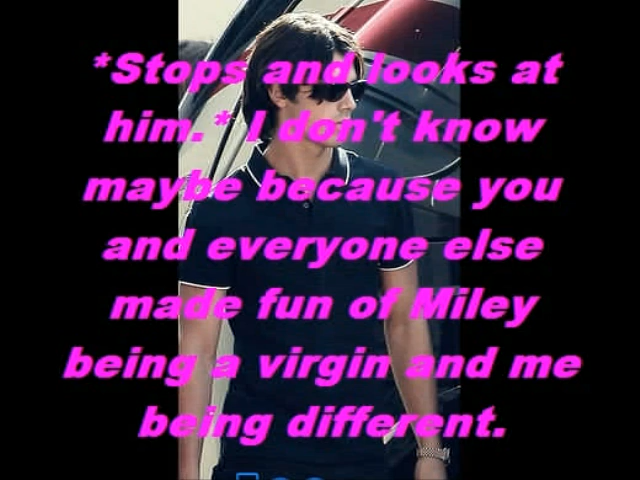 *Stops and looks at
him.* I don't know
maybe because you
and everyone else
made fun of Miley
being a virgin and me
being different.